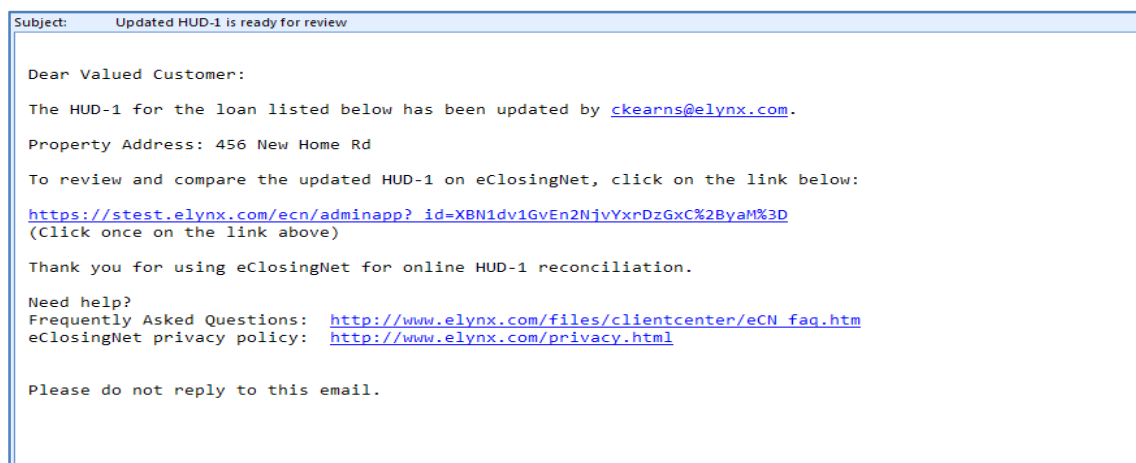 Subject: Updated HUD-1 is ready for review
Dear Valued Customer:
The HUD-1 for the loan listed below has been updated by ckearns@elynx.com.
Property Address: 456 New Home Rd
To review and compare the updated HUD-1 on eClosingNet, click on the link below:
https://stest.elynx.com/ecn/adminapp?_id=XBN1dv1GvEn2NjvYxrDzGxC%2ByaM%3D
(Click once on the link above)
Thank you for using eClosingNet for online HUD-1 reconciliation.
Need help?
Frequently Asked Questions: http://www.elynx.com/files/clientcenter/eCN_faq.htm
eClosingNet privacy policy: http://www.elynx.com/privacy.html
Please do not reply to this email.